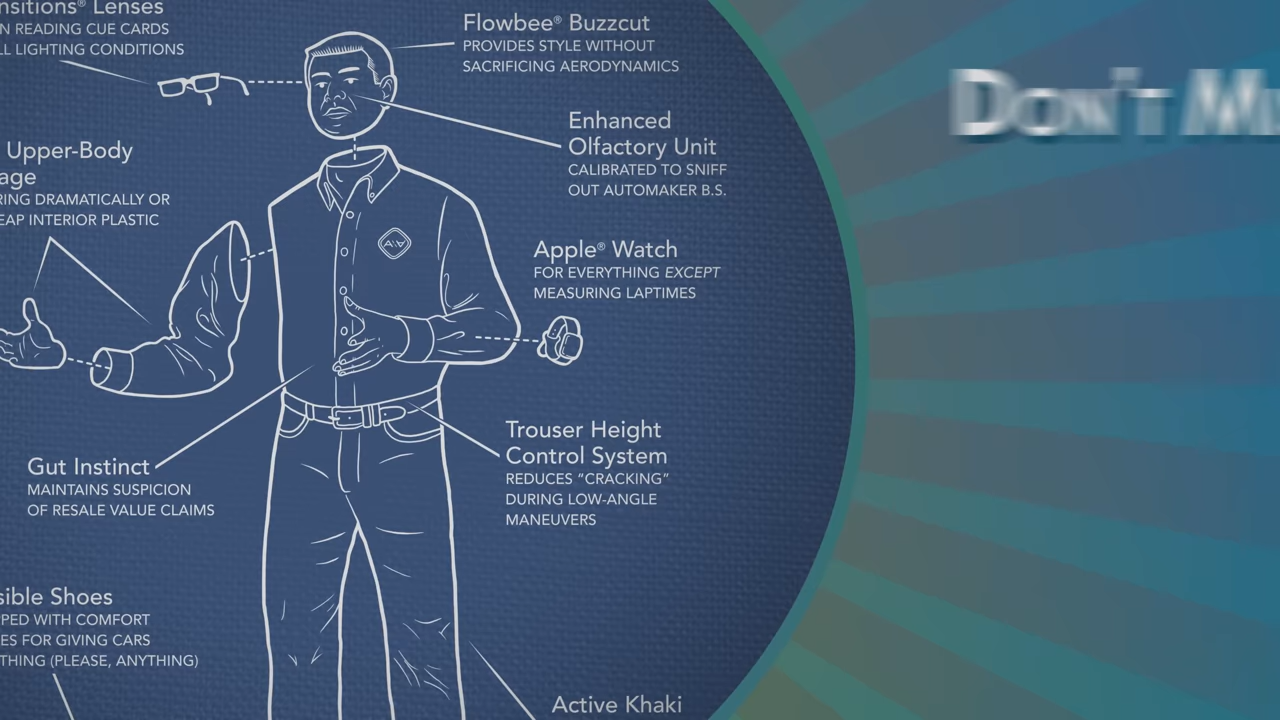 nsitions® Lenses
N READING CUE CARDS
LL LIGHTING CONDITIONS
Flowbee® Buzzcut
PROVIDES STYLE WITHOUT
SACRIFICING AERODYNAMICS
Enhanced
Olfactory Unit
CALIBRATED TO SNIFF
OUT AUTOMAKER B.S.
Upper-Body
age
RING DRAMATICALLY OR
EAP INTERIOR PLASTIC
Apple® Watch
FOR EVERYTHING EXCEPT
MEASURING LAPTIMES
Gut Instinct
MAINTAINS SUSPICION
OF RESALE VALUE CLAIMS
Trouser Height
Control System
REDUCES “CRACKING”
DURING LOW-ANGLE
MANEUVERS
sible Shoes
PPED WITH COMFORT
ES FOR GIVING CARS
THING (PLEASE, ANYTHING)
Active Khaki
Don't